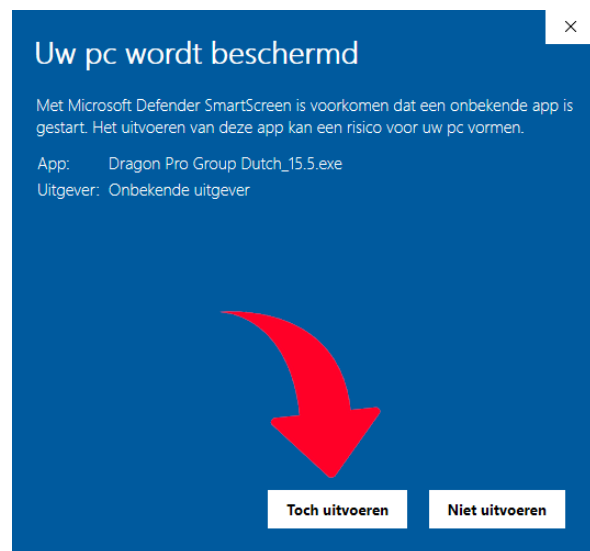 Uw pc wordt beschermd
Met Microsoft Defender SmartScreen is voorkomen dat een onbekende app is
gestart. Het uitvoeren van deze app kan een risico voor uw pc vormen.
App: Dragon Pro Group Dutch_15.5.exe
Uitgever: Onbekende uitgever
Toch uitvoeren Niet uitvoeren